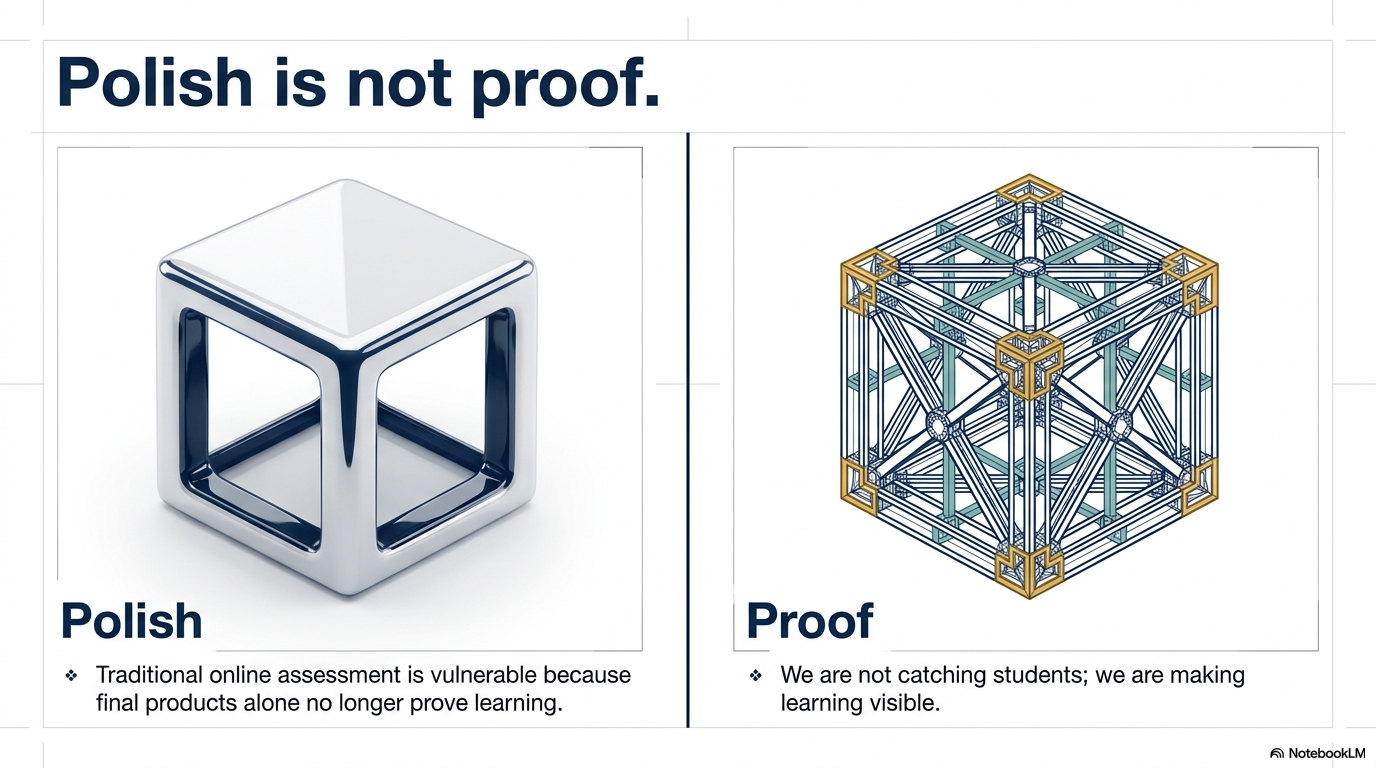 Polish is not proof.
Polish
❖ Traditional online assessment is vulnerable because
final products alone no longer prove learning.
Proof
❖ We are not catching students; we are making
learning visible.
NotebookLM